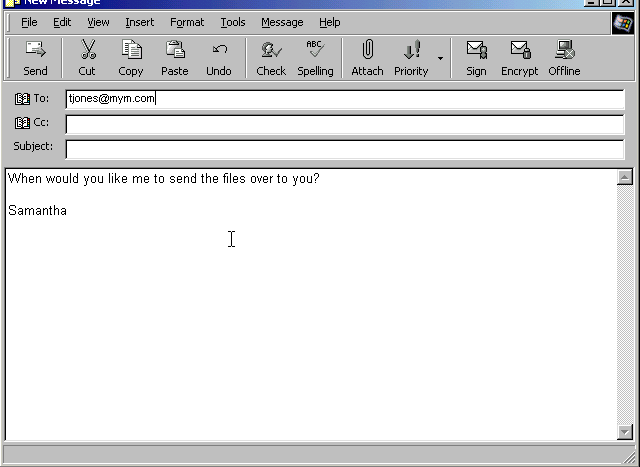 New Message
File Edit View Insert Format Tools Message Help
Send Cut Copy Paste Undo Check Spelling Attach Priority Sign Encrypt Offline
ABC
To: tjones@mym.com
Cc:
Subject:
When would you like me to send the files over to you?
Samantha